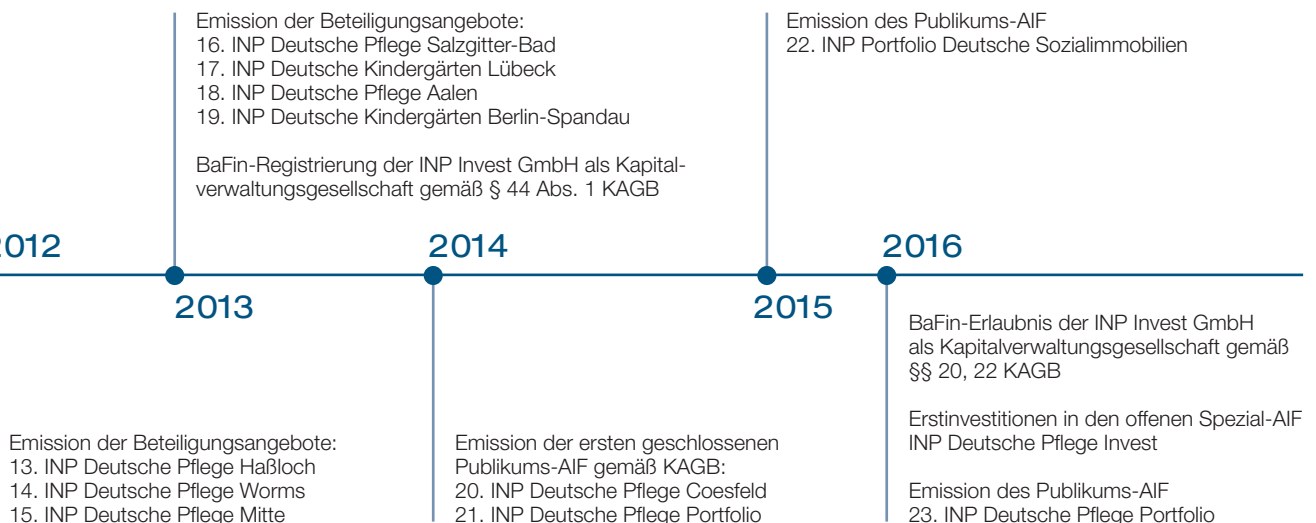 Emission der Beteiligungsangebote:
16. INP Deutsche Pflege Salzgitter-Bad
17. INP Deutsche Kindergärten Lübeck
18. INP Deutsche Pflege Aalen
19. INP Deutsche Kindergärten Berlin-Spandau
BaFin-Registrierung der INP Invest GmbH als Kapital-
verwaltungsgesellschaft gemäß § 44 Abs. 1 KAGB
Emission des Publikums-AIF
22. INP Portfolio Deutsche Sozialimmobilien
2012
2014
2016
2013
2015
Emission der Beteiligungsangebote:
13. INP Deutsche Pflege Haßloch
14. INP Deutsche Pflege Worms
15. INP Deutsche Pflege Mitte
Emission der ersten geschlossenen
Publikums-AIF gemäß KAGB:
20. INP Deutsche Pflege Coesfeld
21. INP Deutsche Pflege Portfolio
BaFin-Erlaubnis der INP Invest GmbH
als Kapitalverwaltungsgesellschaft gemäß
§§ 20, 22 KAGB
Erstinvestitionen in den offenen Spezial-AIF
INP Deutsche Pflege Invest
Emission des Publikums-AIF
23. INP Deutsche Pflege Portfolio